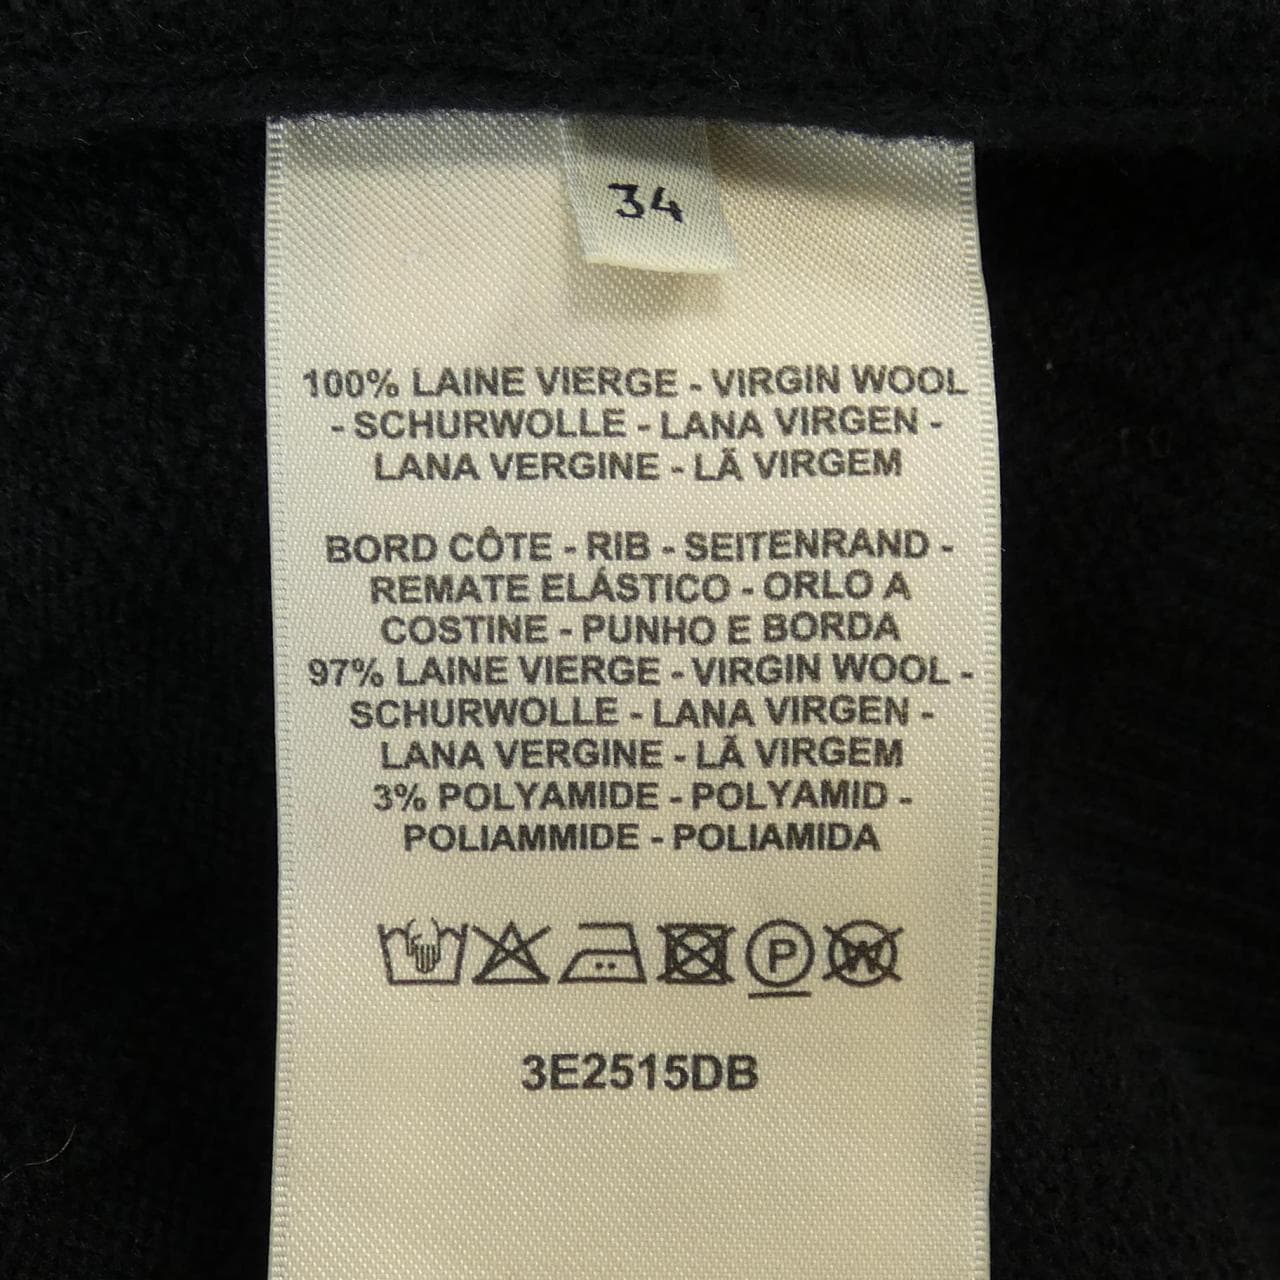 34
100% LAINE VIERGE - VIRGIN WOOL
- SCHURWOLLE - LANA VIRGEN -
LANA VERGINE - LÃ VIRGEM
BORD CÔTE - RIB - SEITENRAND -
REMATE ELÁSTICO - ORLO A
COSTINE - PUNHO E BORDA
97% LAINE VIERGE - VIRGIN WOOL -
SCHURWOLLE - LANA VIRGEN -
LANA VERGINE - LÃ VIRGEM
3% POLYAMIDE - POLYAMID -
POLIAMMIDE - POLIAMIDA
P W
3E2515DB